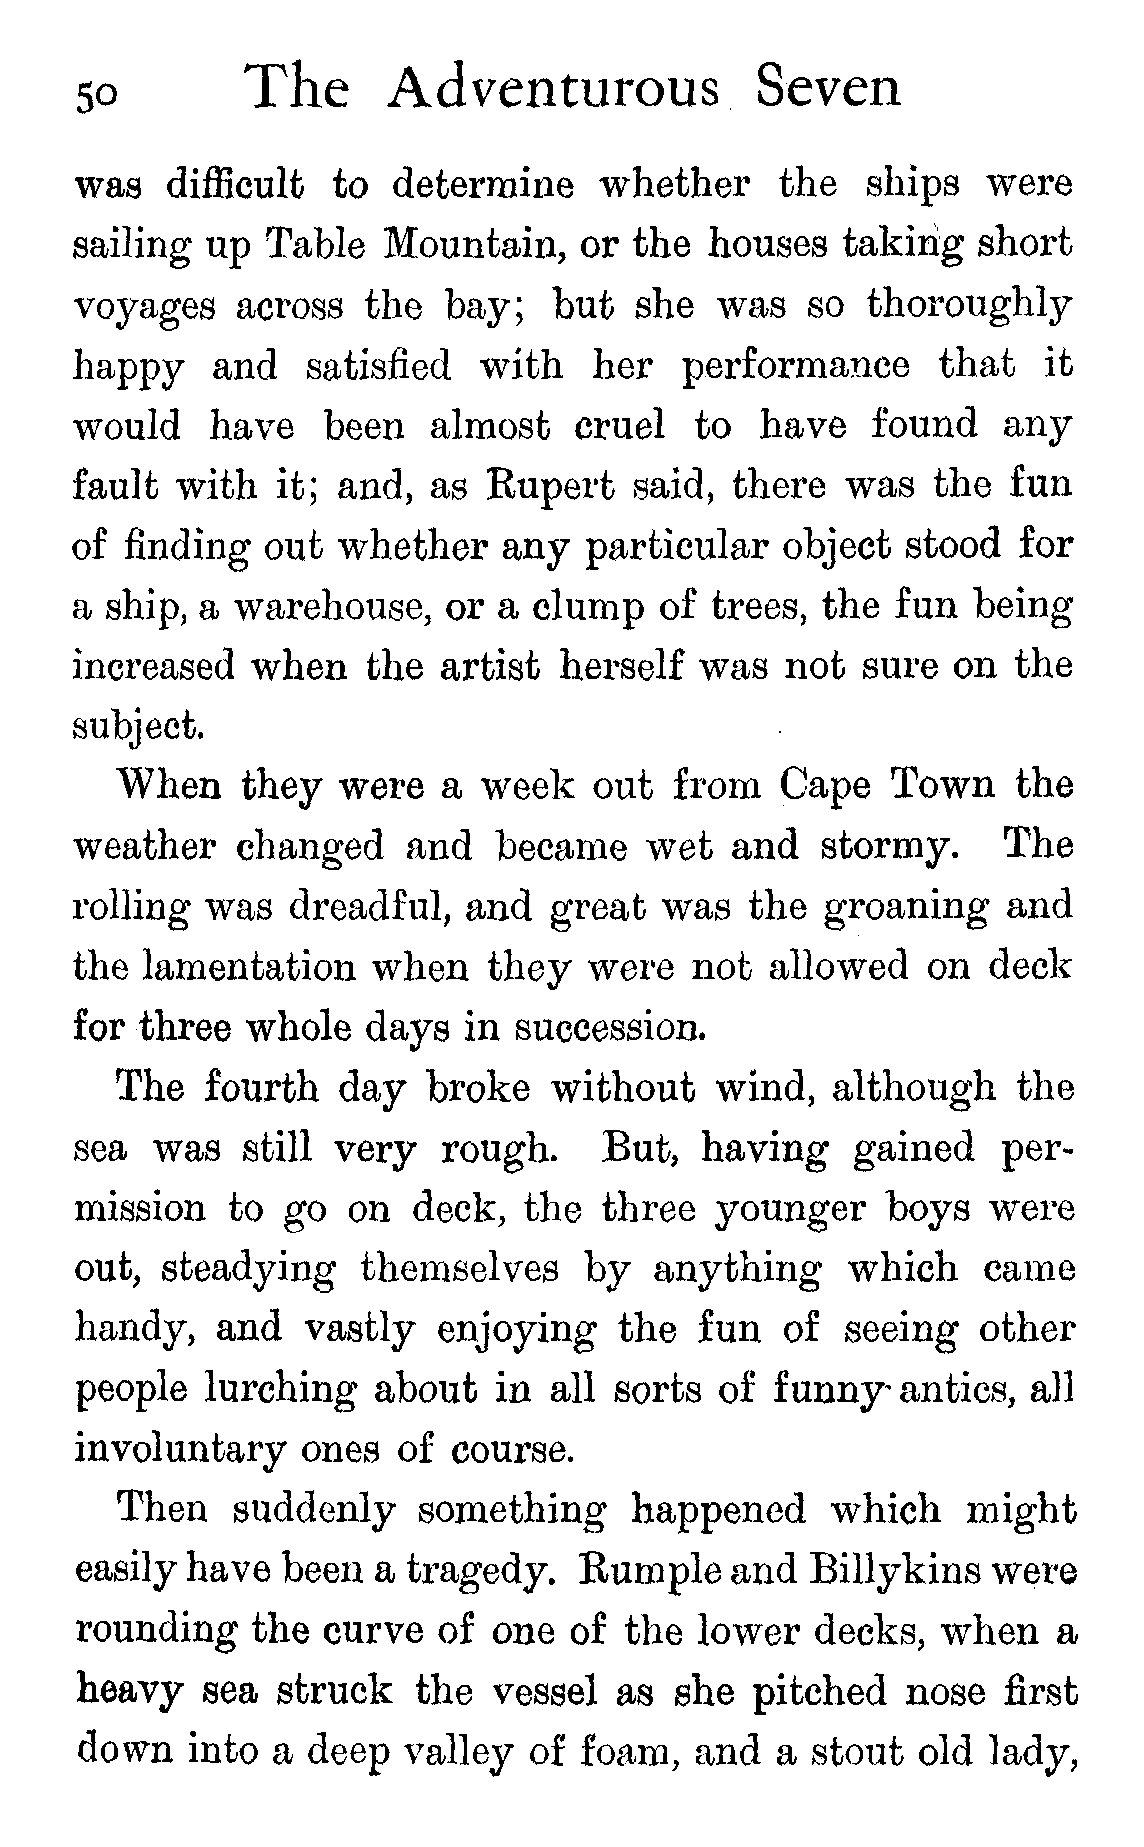 50 The Adventurous Seven
was difficult to determine whether the ships were
sailing up Table Mountain, or the houses taking short
voyages across the bay; but she was so thoroughly
happy and satisfied with her performance that it
would have been almost cruel to have found any
fault with it; and, as Rupert said, there was the fun
of finding out whether any particular object stood for
a ship, a warehouse, or a clump of trees, the fun being
increased when the artist herself was not sure on the
subject.
When they were a week out from Cape Town the
weather changed and became wet and stormy. The
rolling was dreadful, and great was the groaning and
the lamentation when they were not allowed on deck
for three whole days in succession.
The fourth day broke without wind, although the
sea was still very rough. But, having gained per-
mission to go on deck, the three younger boys were
out, steadying themselves by anything which came
handy, and vastly enjoying the fun of seeing other
people lurching about in all sorts of funny antics, all
involuntary ones of course.
Then suddenly something happened which might
easily have been a tragedy. Rumple and Billykins were
rounding the curve of one of the lower decks, when a
heavy sea struck the vessel as she pitched nose first
down into a deep valley of foam, and a stout old lady,